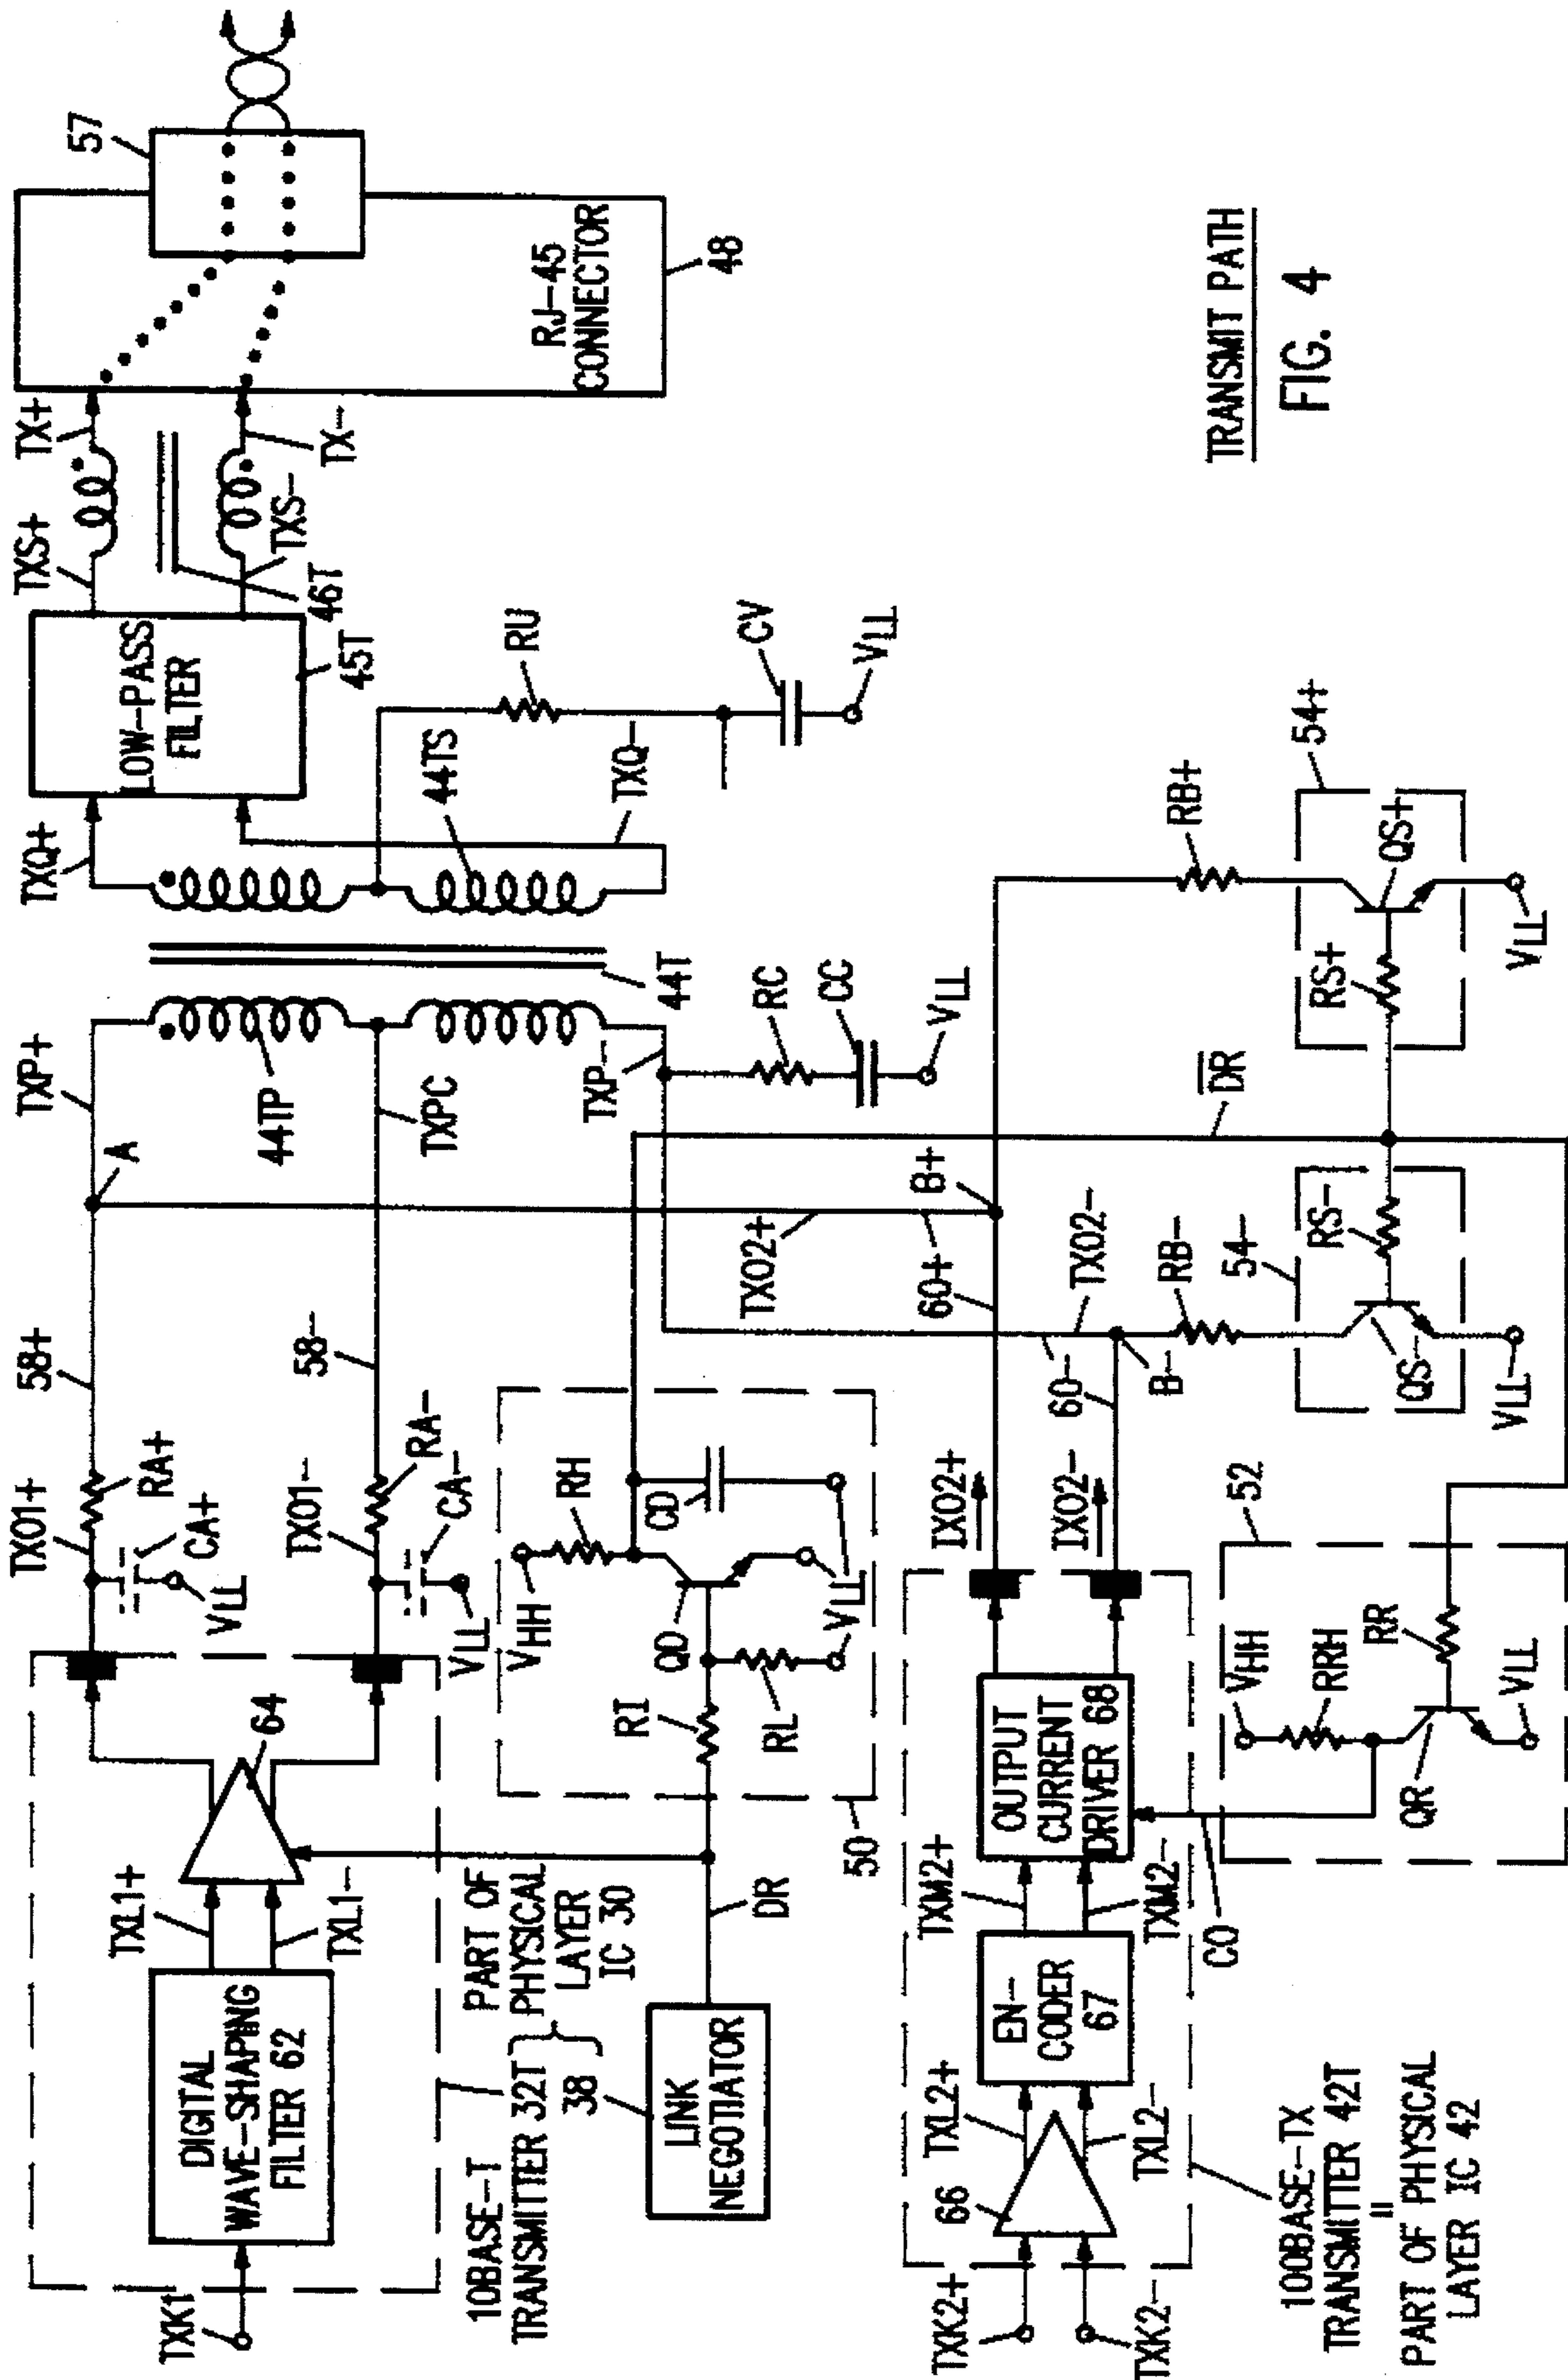 TXK1
DIGITAL
WAVE-SHAPING
FILTER 62
TXL1+
TXL1-
64
10BASE-T
TRANSMITTER 32T
38
PART OF
PHYSICAL
LAYER
IC 30
LINK
NEGOTIATOR
DR
50
TXO1+
RA+
CA+
VLL
58+
TXO1-
RA-
CA-
VLL
58-
A
TXP+
44TP
TXPC
TXP-
44T
TXQ+
44TS
TXQ-
LOW-PASS
FILTER
45T
TXS+
TXS-
46T
TX+
TX-
RJ-45
CONNECTOR
48
57
RU
CV
VLL
RC
CC
VLL
RI
RL
QD
VHH
RH
CD
VLL
TXO2+
60+
B+
TXO2-
60-
B-
DR
TXK2+
TXK2-
66
TXL2+
TXL2-
EN-
CODER
67
TXM2+
TXM2-
OUTPUT
CURRENT
DRIVER 68
IXO2+
IXO2-
CO
100BASE-TX
TRANSMITTER 42T
=
PART OF PHYSICAL
LAYER IC 42
52
VHH
RRH
RR
QR
VLL
RB-
54-
RS-
QS-
VLL
RB+
54+
RS+
QS+
VLL
TRANSMIT PATH
FIG. 4